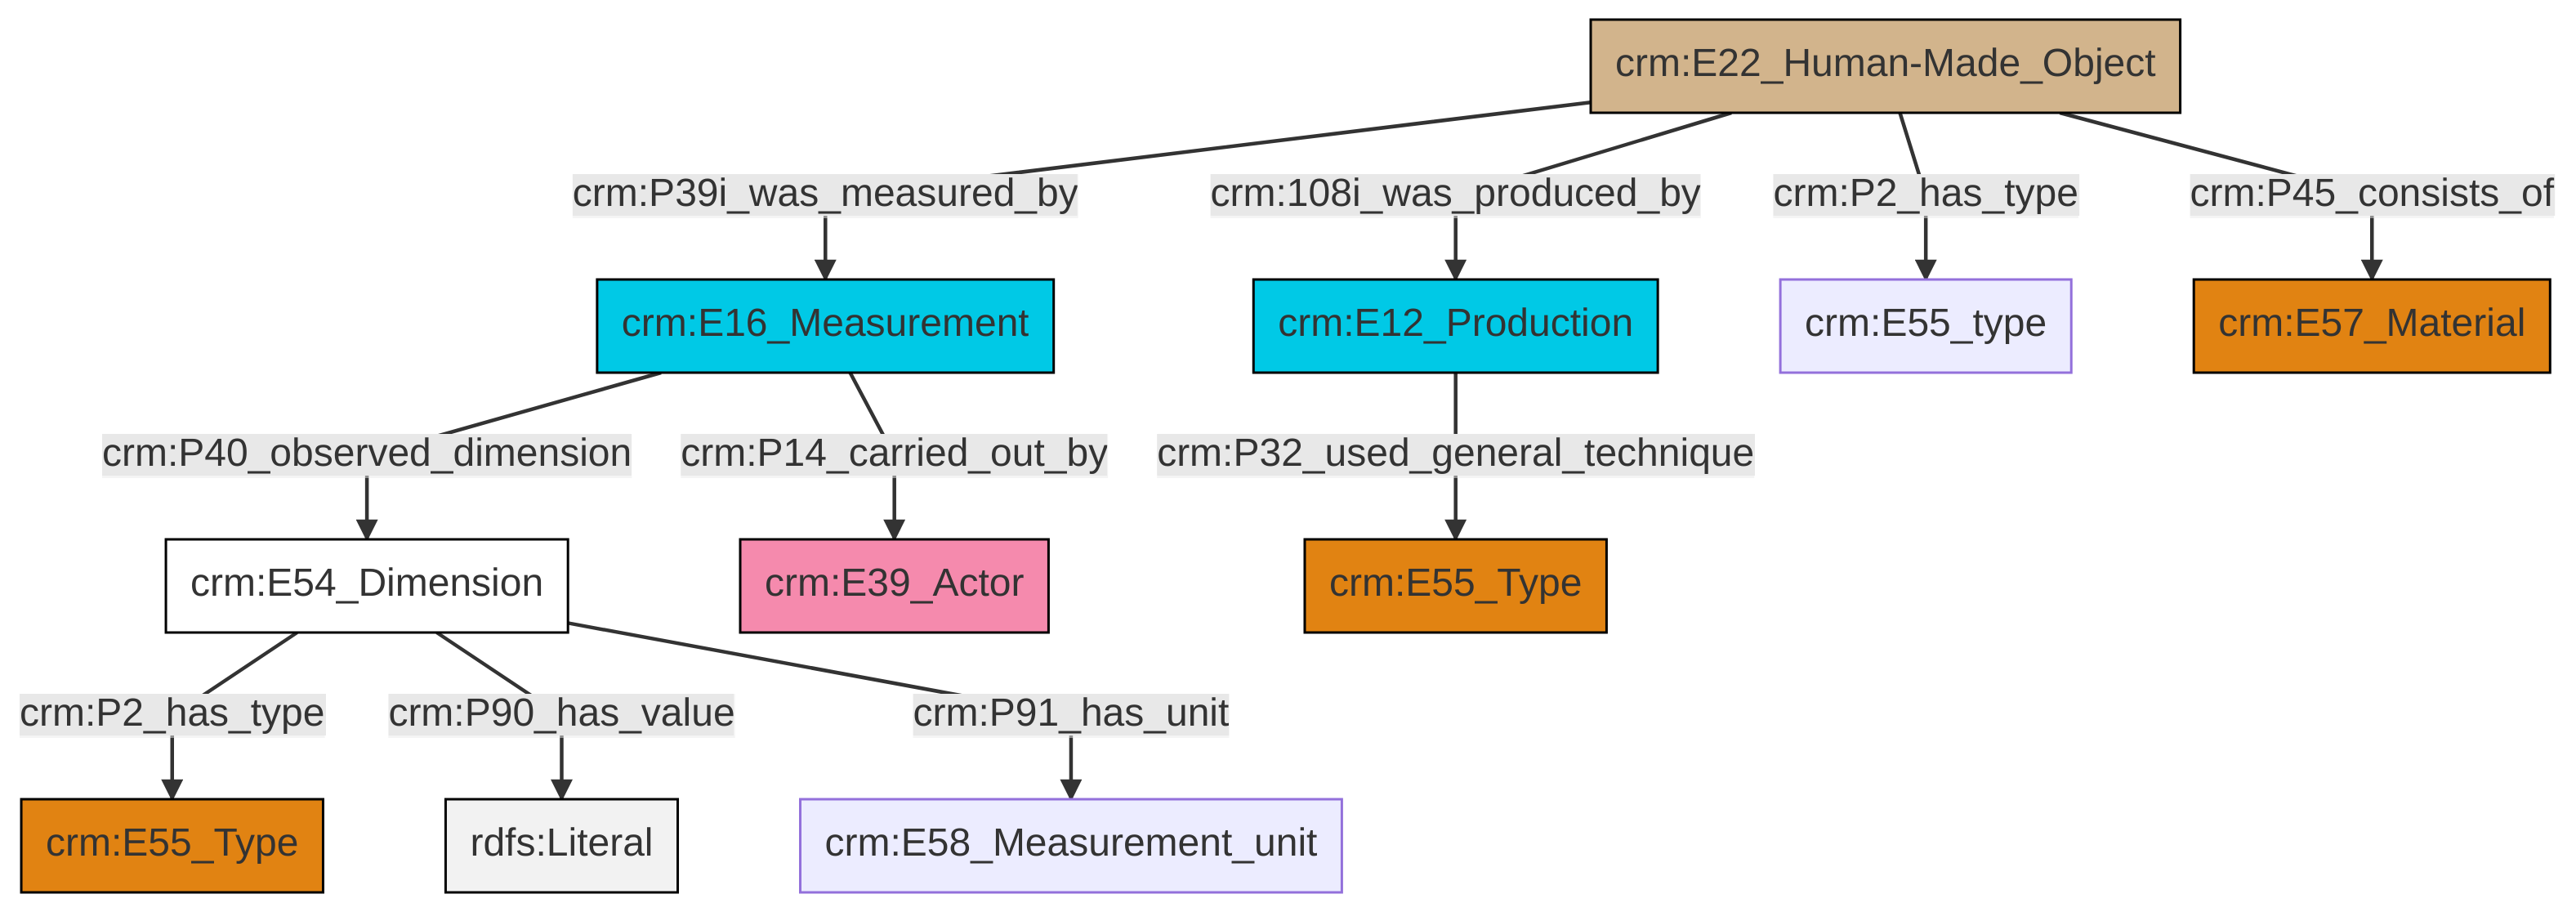 crm:E22_Human-Made_Object
crm:P39i_was_measured_by
crm:108i_was_produced_by
crm:P2_has_type
crm:P45_consists_of
crm:E16_Measurement
crm:E12_Production
crm:E55_type
crm:E57_Material
crm:P40_observed_dimension
crm:P14_carried_out_by
crm:P32_used_general_technique
crm:E54_Dimension
crm:E39_Actor
crm:E55_Type
crm:P2_has_type
crm:P90_has_value
crm:P91_has_unit
crm:E55_Type
rdfs:Literal
crm:E58_Measurement_unit